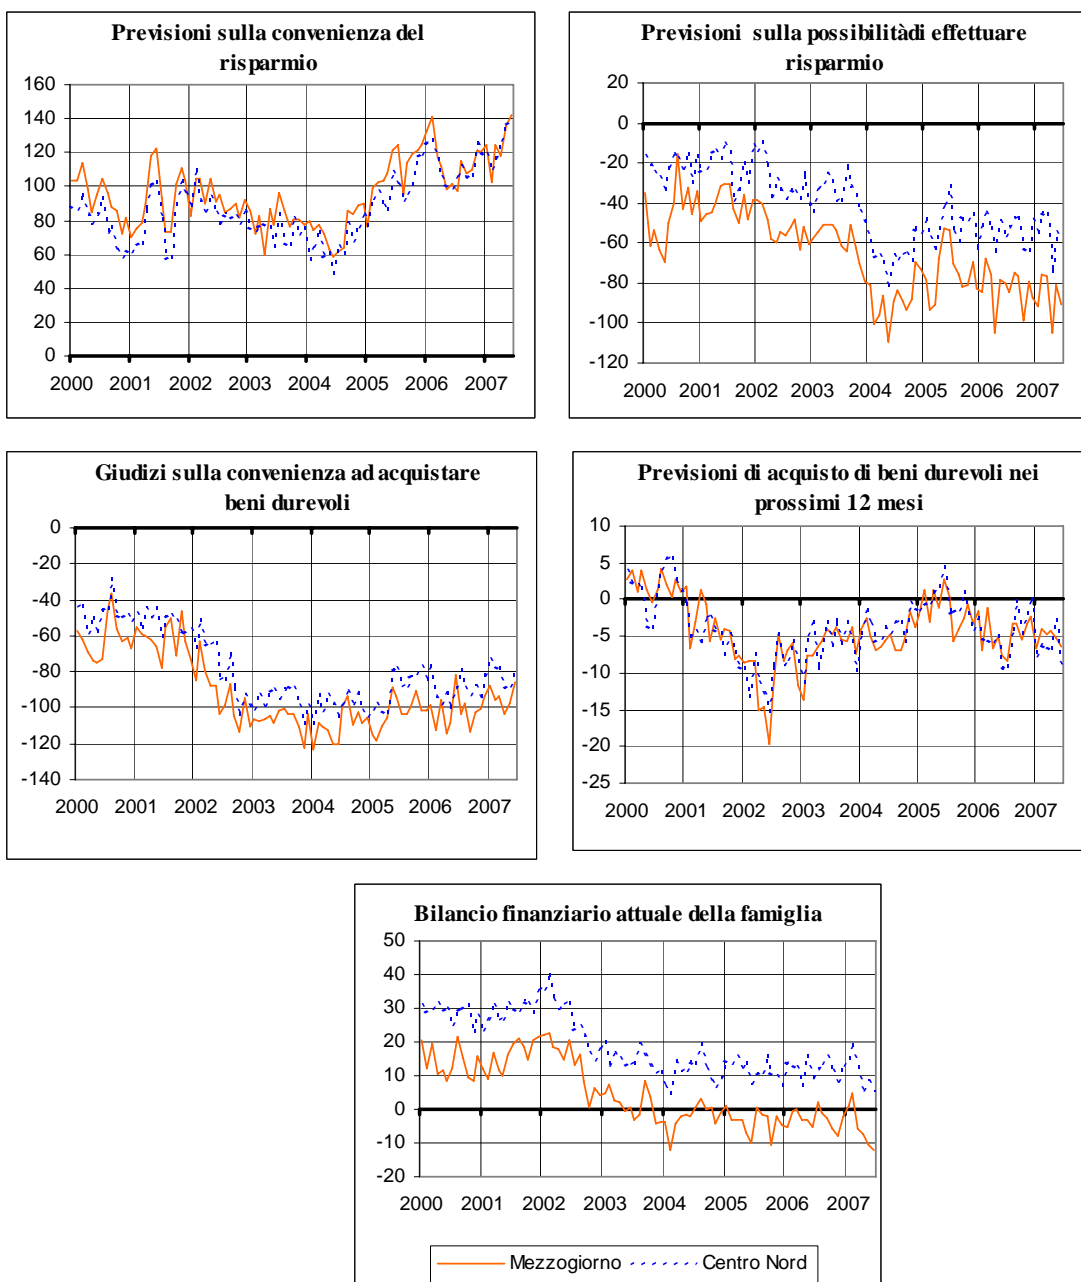 Previsioni sulla convenienza del
risparmio
160
140
120
100
80
60
40
20
0
2000 2001 2002 2003 2004 2005 2006 2007
Previsioni sulla possibilitàdi effettuare
risparmio
20
0
-20
-40
-60
-80
-100
-120
2000 2001 2002 2003 2004 2005 2006 2007
Giudizi sulla convenienza ad acquistare
beni durevoli
0
-20
-40
-60
-80
-100
-120
-140
2000 2001 2002 2003 2004 2005 2006 2007
Previsioni di acquisto di beni durevoli nei
prossimi 12 mesi
10
5
0
-5
-10
-15
-20
-25
2000 2001 2002 2003 2004 2005 2006 2007
Bilancio finanziario attuale della famiglia
50
40
30
20
10
0
-10
-20
2000 2001 2002 2003 2004 2005 2006 2007
Mezzogiorno Centro Nord